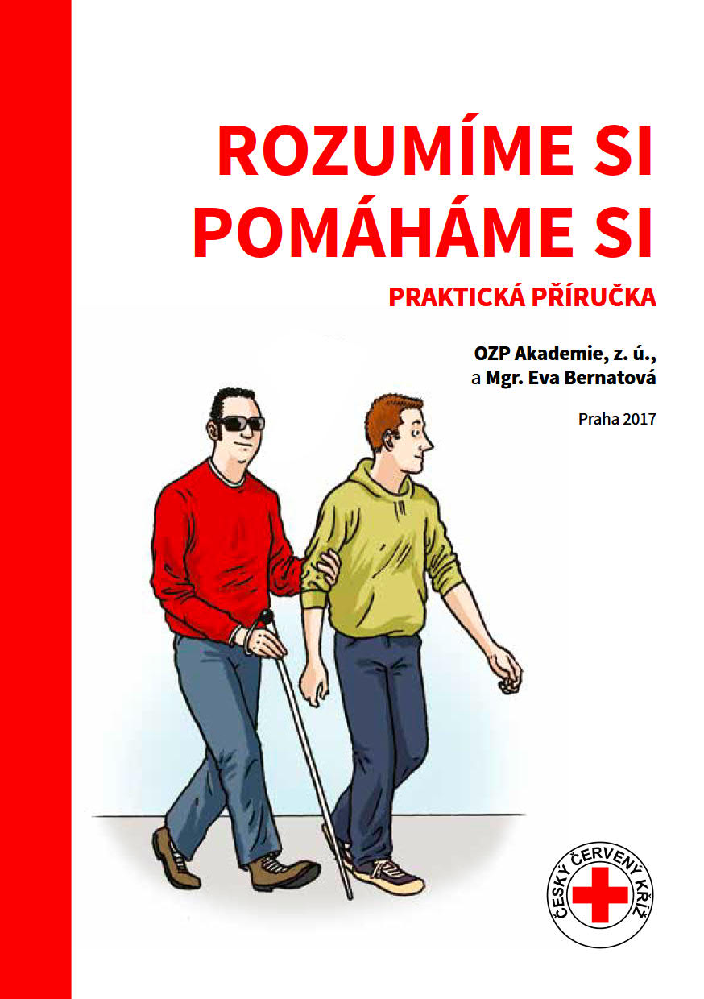 ROZUMÍME SI
POMÁHÁME SI
PRAKTICKÁ PŘÍRUČKA
OZP Akademie, z. ú.,
a Mgr. Eva Bernatová
Praha 2017
ČESKÝ ČERVENÝ KŘÍŽ